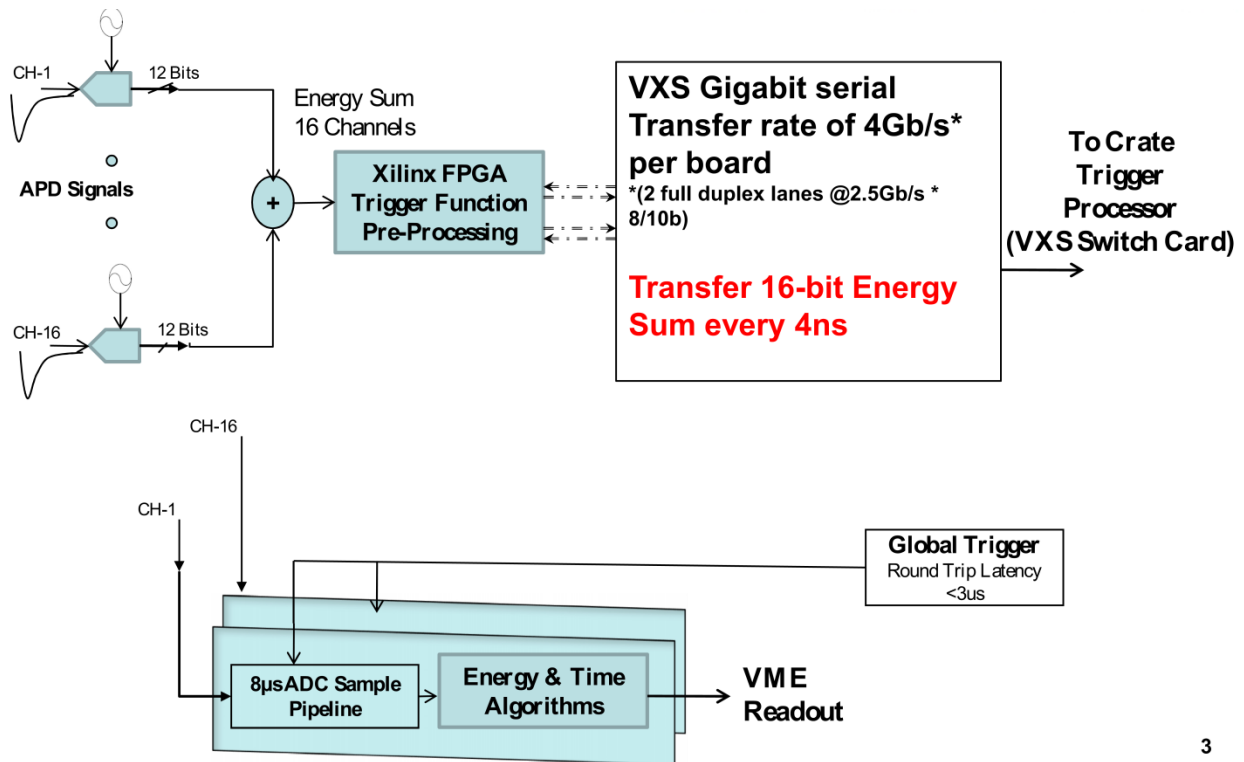 CH-1
12 Bits
APD Signals
CH-16
12 Bits
Energy Sum
16 Channels
+
Xilinx FPGA
Trigger Function
Pre-Processing
VXS Gigabit serial
Transfer rate of 4Gb/s*
per board
*(2 full duplex lanes @2.5Gb/s *
8/10b)
Transfer 16-bit Energy
Sum every 4ns
To Crate
Trigger
Processor
(VXS Switch Card)
CH-16
CH-1
Global Trigger
Round Trip Latency
<3us
8µsADC Sample
Pipeline
Energy & Time
Algorithms
VME
Readout
3